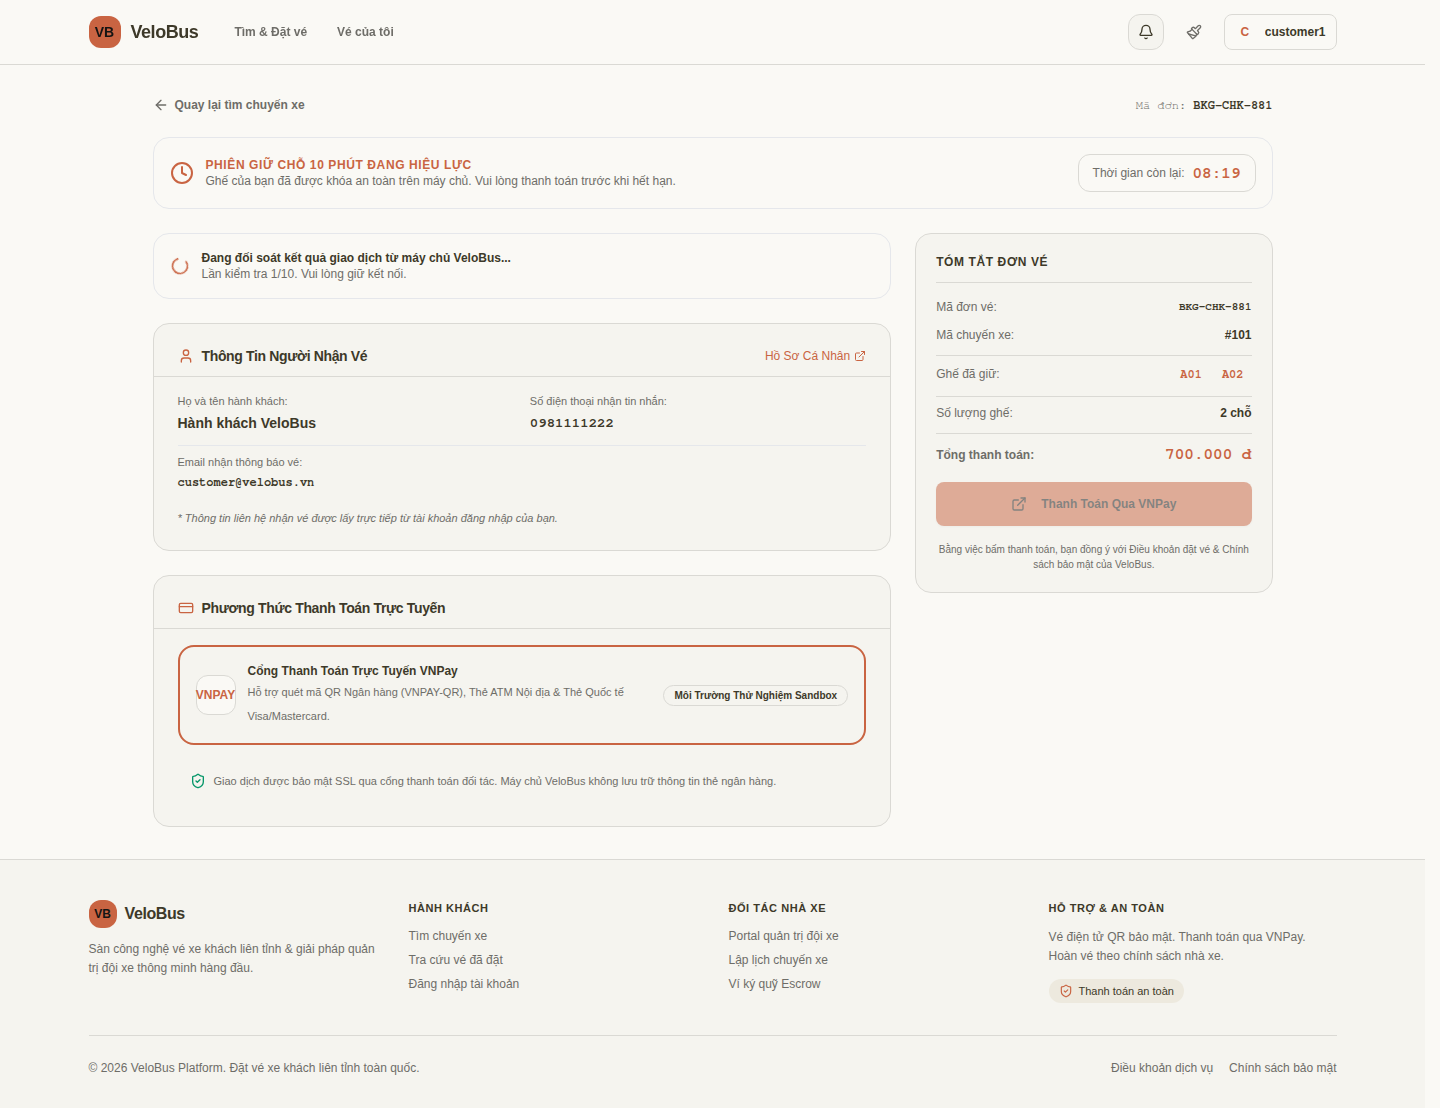 VB VeloBus Tìm & Đặt vé Vé của tôi C customer1
Quay lại tìm chuyến xe Mã đơn: BKG-CHK-881
PHIÊN GIỮ CHỖ 10 PHÚT ĐANG HIỆU LỰC
Ghế của bạn đã được khóa an toàn trên máy chủ. Vui lòng thanh toán trước khi hết hạn.
Thời gian còn lại: 08:19
Đang đối soát kết quả giao dịch từ máy chủ VeloBus...
Lần kiểm tra 1/10. Vui lòng giữ kết nối.
Thông Tin Người Nhận Vé Hồ Sơ Cá Nhân
Họ và tên hành khách: Số điện thoại nhận tin nhắn:
Hành khách VeloBus 0981111222
Email nhận thông báo vé:
customer@velobus.vn
* Thông tin liên hệ nhận vé được lấy trực tiếp từ tài khoản đăng nhập của bạn.
Phương Thức Thanh Toán Trực Tuyến
VNPAY
Cổng Thanh Toán Trực Tuyến VNPay
Hỗ trợ quét mã QR Ngân hàng (VNPAY-QR), Thẻ ATM Nội địa & Thẻ Quốc tế
Visa/Mastercard.
Môi Trường Thử Nghiệm Sandbox
Giao dịch được bảo mật SSL qua cổng thanh toán đối tác. Máy chủ VeloBus không lưu trữ thông tin thẻ ngân hàng.
TÓM TẮT ĐƠN VÉ
Mã đơn vé: BKG-CHK-881
Mã chuyến xe: #101
Ghế đã giữ: A01 A02
Số lượng ghế: 2 chỗ
Tổng thanh toán: 700.000 đ
Thanh Toán Qua VNPay
Bằng việc bấm thanh toán, bạn đồng ý với Điều khoản đặt vé & Chính
sách bảo mật của VeloBus.
VB VeloBus
Sàn công nghệ vé xe khách liên tỉnh & giải pháp quản
trị đội xe thông minh hàng đầu.
HÀNH KHÁCH
Tìm chuyến xe
Tra cứu vé đã đặt
Đăng nhập tài khoản
ĐỐI TÁC NHÀ XE
Portal quản trị đội xe
Lập lịch chuyến xe
Ví ký quỹ Escrow
HỖ TRỢ & AN TOÀN
Vé điện tử QR bảo mật. Thanh toán qua VNPay.
Hoàn vé theo chính sách nhà xe.
Thanh toán an toàn
© 2026 VeloBus Platform. Đặt vé xe khách liên tỉnh toàn quốc.
Điều khoản dịch vụ Chính sách bảo mật